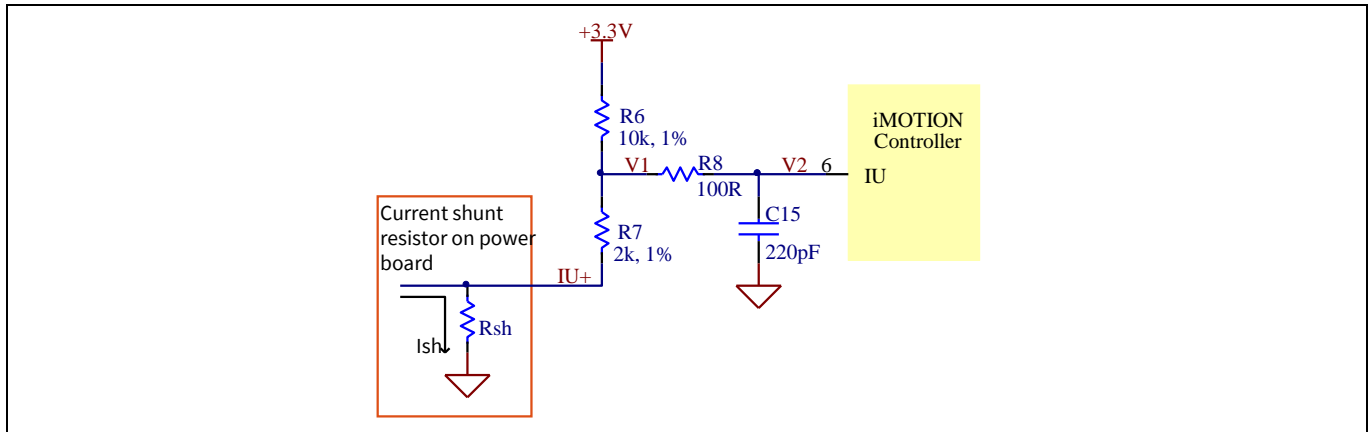 +3.3V
R6
10k, 1%
V1
R8
100R
V2
6
iMOTION
Controller
IU
C15
220pF
R7
2k, 1%
IU+
Current shunt
resistor on power
board
Rsh
Ish